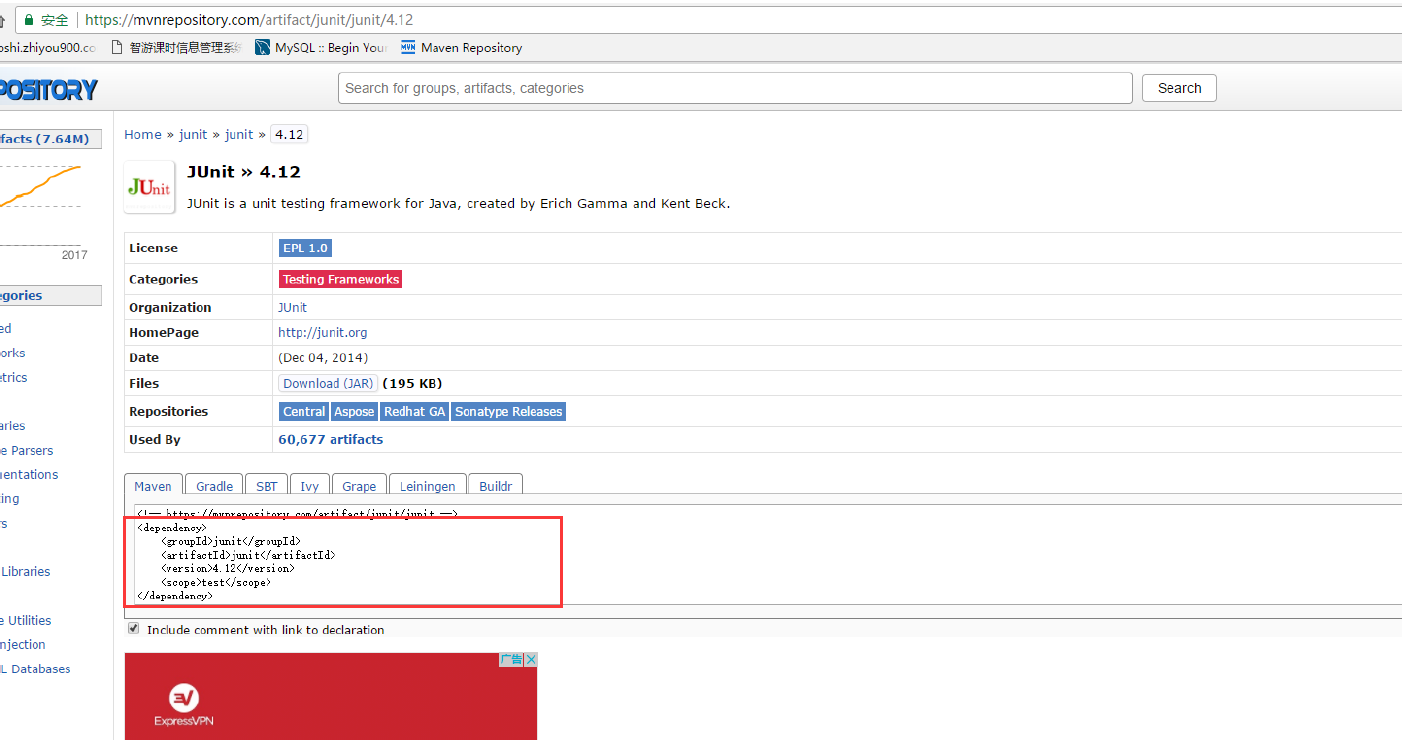 安全 https://mvnrepository.com/artifact/junit/junit/4.12
oshi.zhiyou900.co 智游课时信息管理系统 MySQL :: Begin Your Maven Repository
POSITORY Search for groups, artifacts, categories Search
ifacts (7.64M)
2017
egories
ed
orks
etrics
aries
e Parsers
nentations
ing
rs
Libraries
e Utilities
njection
L Databases
Home » junit » junit » 4.12
JUnit
JUnit » 4.12
JUnit is a unit testing framework for Java, created by Erich Gamma and Kent Beck.
License EPL 1.0
Categories Testing Frameworks
Organization JUnit
HomePage http://junit.org
Date (Dec 04, 2014)
Files Download (JAR) (195 KB)
Repositories Central Aspose Redhat GA Sonatype Releases
Used By 60,677 artifacts
Maven Gradle SBT Ivy Grape Leiningen Buildr
<!-- https://mvnrepository.com/artifact/junit/junit -->
<dependency>
<groupId>junit</groupId>
<artifactId>junit</artifactId>
<version>4.12</version>
<scope>test</scope>
</dependency>
Include comment with link to declaration
广告
ExpressVPN